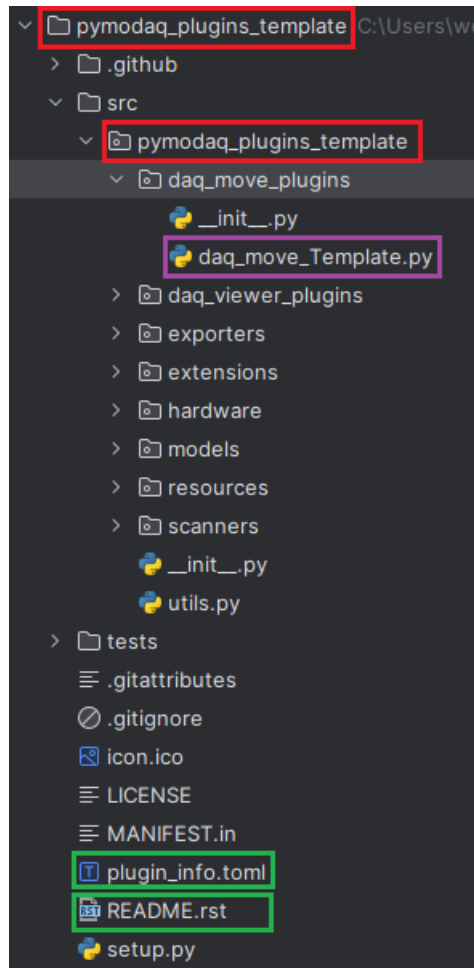 pymodaq_plugins_template C:\Users\w
.github
src
pymodaq_plugins_template
daq_move_plugins
__init__.py
daq_move_Template.py
daq_viewer_plugins
exporters
extensions
hardware
models
resources
scanners
__init__.py
utils.py
tests
.gitattributes
.gitignore
icon.ico
LICENSE
MANIFEST.in
T plugin_info.toml
RST README.rst
setup.py